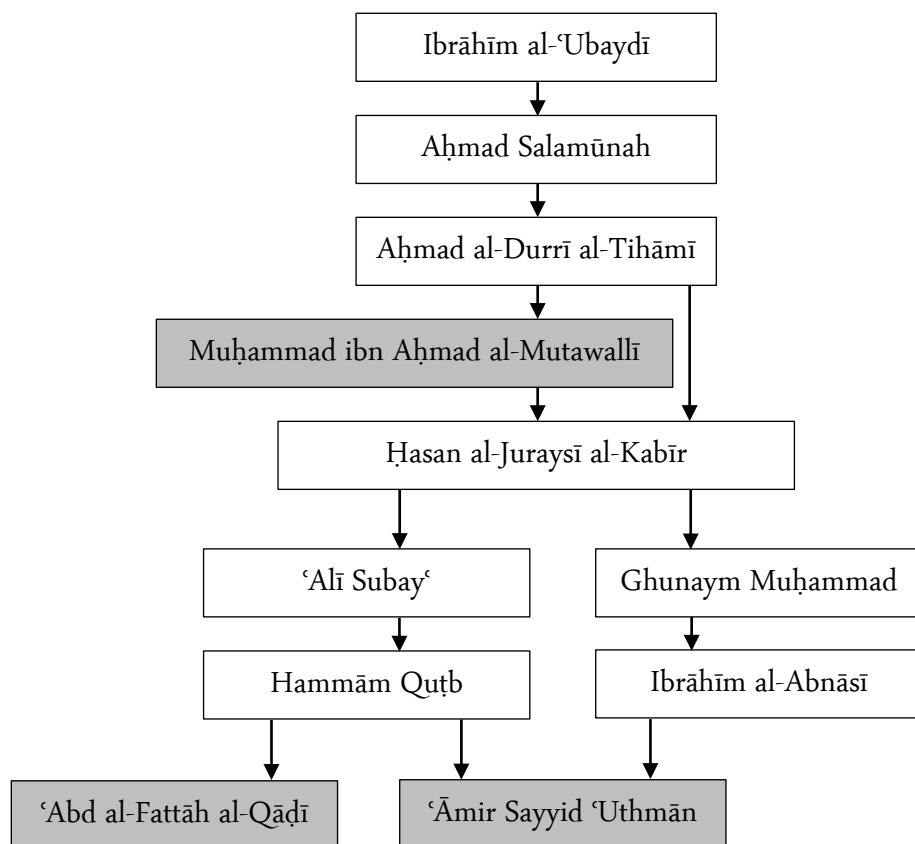 Ibrāhīm al-ʿUbaydī
Aḥmad Salamūnah
Aḥmad al-Durrī al-Tihāmī
Muḥammad ibn Aḥmad al-Mutawallī
Ḥasan al-Juraysī al-Kabīr
ʿAlī Subayʿ
Ghunaym Muḥammad
Hammām Quṭb
Ibrāhīm al-Abnāsī
ʿAbd al-Fattāḥ al-Qāḍī
ʿĀmir Sayyid ʿUthmān